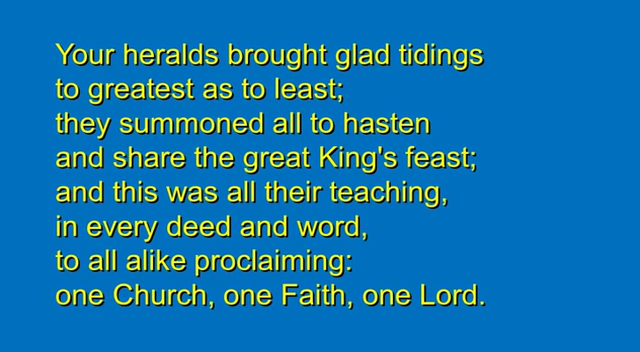 Your heralds brought glad tidings
to greatest as to least;
they summoned all to hasten
and share the great King's feast;
and this was all their teaching,
in every deed and word,
to all alike proclaiming:
one Church, one Faith, one Lord.